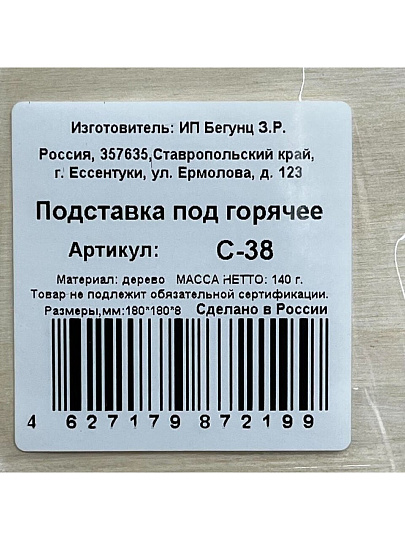 Изготовитель: ИП Бегунц З.Р.
Россия, 357635,Ставропольский край,
г. Ессентуки, ул. Ермолова, д. 123
Подставка под горячее
Артикул: С-38
Материал: дерево МАССА НЕТТО: 140 г.
Товар не подлежит обязательной сертификации.
Размеры,мм:180*180*8 Сделано в России
4 627179 872199